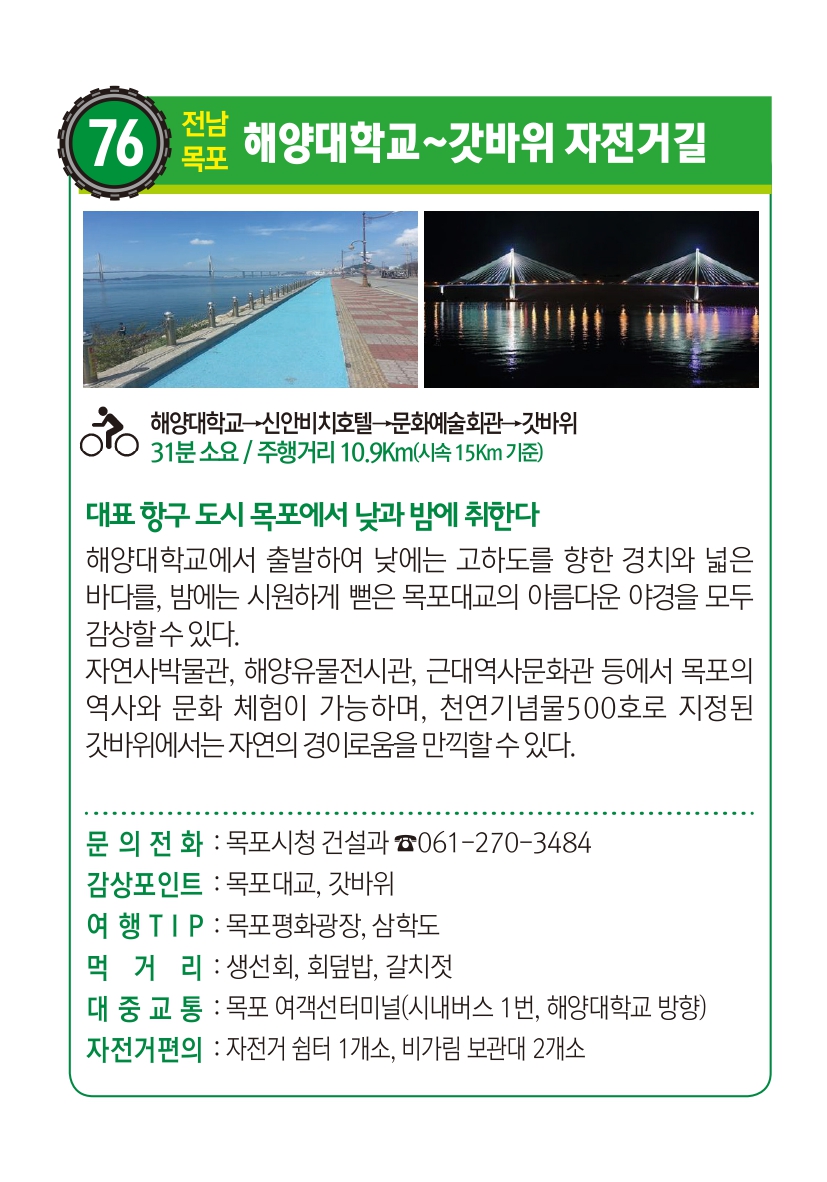 76 전남 목포 해양대학교~갓바위 자전거길
해양대학교→신안비치호텔→문화예술회관→갓바위
31분 소요 / 주행거리 10.9Km(시속 15Km 기준)
대표 항구 도시 목포에서 낮과 밤에 취한다
해양대학교에서 출발하여 낮에는 고하도를 향한 경치와 넓은
바다를, 밤에는 시원하게 뻗은 목포대교의 아름다운 야경을 모두
감상할 수 있다.
자연사박물관, 해양유물전시관, 근대역사문화관 등에서 목포의
역사와 문화 체험이 가능하며, 천연기념물500호로 지정된
갓바위에서는 자연의 경이로움을 만끽할 수 있다.
문의전화 : 목포시청 건설과 ☎061-270-3484
감상포인트 : 목포대교, 갓바위
여행TIP : 목포평화광장, 삼학도
먹거리 : 생선회, 회덮밥, 갈치젓
대중교통 : 목포 여객선터미널(시내버스 1번, 해양대학교 방향)
자전거편의 : 자전거 쉼터 1개소, 비가림 보관대 2개소